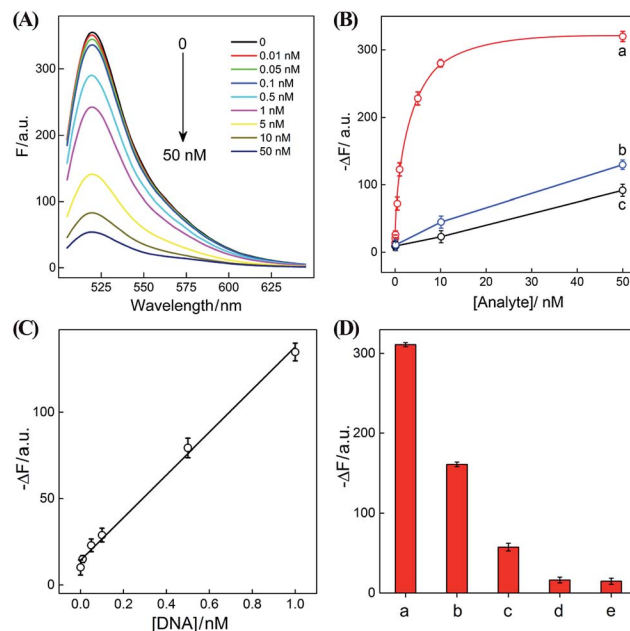 (A)
0
50 nM
0
0.01 nM
0.05 nM
0.1 nM
0.5 nM
1 nM
5 nM
10 nM
50 nM
F/a.u.
300
200
100
0
525
550
575
600
625
Wavelength/nm
(B)
a
b
c
-ΔF/ a.u.
300
200
100
0
0
10
20
30
40
50
[Analyte]/ nM
(C)
-ΔF/a.u.
100
50
0
0.0
0.2
0.4
0.6
0.8
1.0
[DNA]/nM
(D)
-ΔF/a.u.
300
200
100
0
a
b
c
d
e